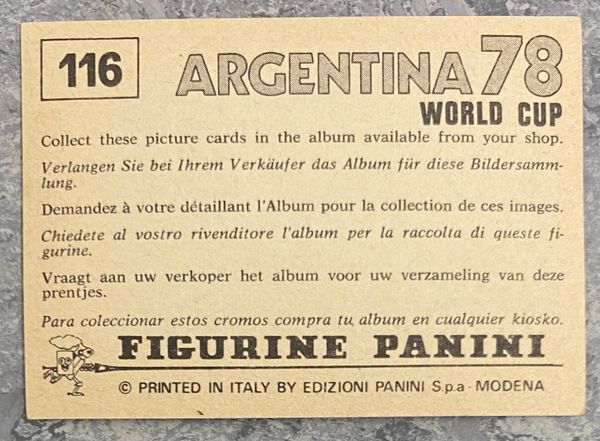 116
ARGENTINA 78
WORLD CUP
Collect these picture cards in the album available from your shop.
Verlangen Sie bei Ihrem Verkäufer das Album für diese Bildersamm-
lung.
Demandez à votre détaillant l'Album pour la collection de ces images.
Chiedete al vostro rivenditore l'album per la raccolta di queste fi-
gurine.
Vraagt aan uw verkoper het album voor uw verzameling van deze
prentjes.
Para coleccionar estos cromos compra tu album en cualquier kiosko.
FIGURINE PANINI
© PRINTED IN ITALY BY EDIZIONI PANINI S.p.a - MODENA